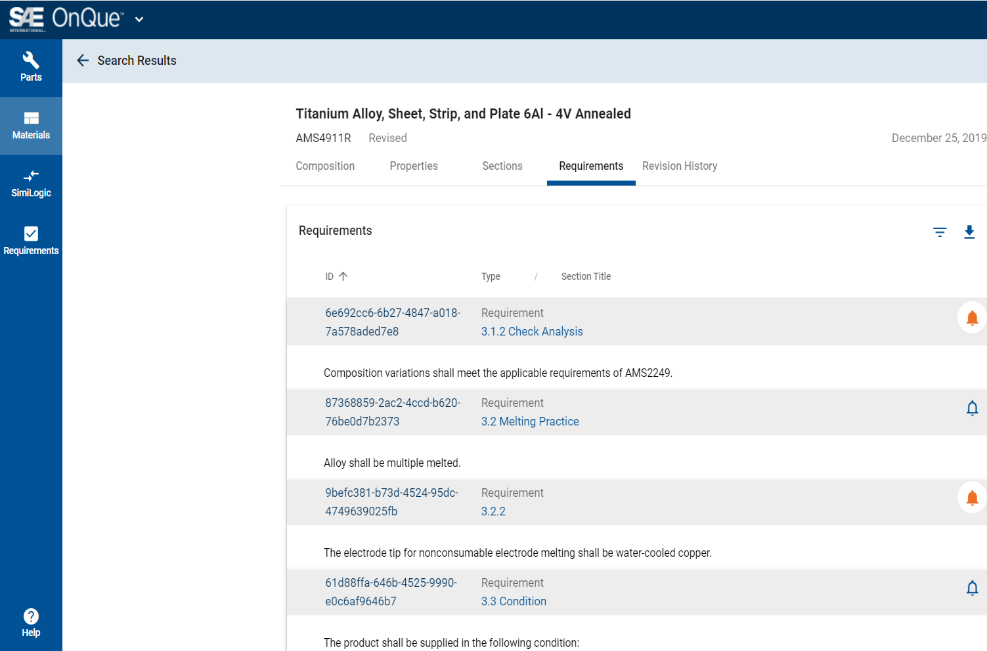 SAE OnQue™
INTERNATIONAL
Parts
Materials
SimiLogic
Requirements
Help
Search Results
Titanium Alloy, Sheet, Strip, and Plate 6Al - 4V Annealed
AMS4911R Revised December 25, 2019
Composition Properties Sections Requirements Revision History
Requirements
ID Type / Section Title
6e692cc6-6b27-4847-a018-
7a578aded7e8
Requirement
3.1.2 Check Analysis
Composition variations shall meet the applicable requirements of AMS2249.
87368859-2ac2-4ccd-b620-
76be0d7b2373
Requirement
3.2 Melting Practice
Alloy shall be multiple melted.
9befc381-b73d-4524-95dc-
4749639025fb
Requirement
3.2.2
The electrode tip for nonconsumable electrode melting shall be water-cooled copper.
61d88ffa-646b-4525-9990-
e0c6af9646b7
Requirement
3.3 Condition
The product shall be supplied in the following condition: